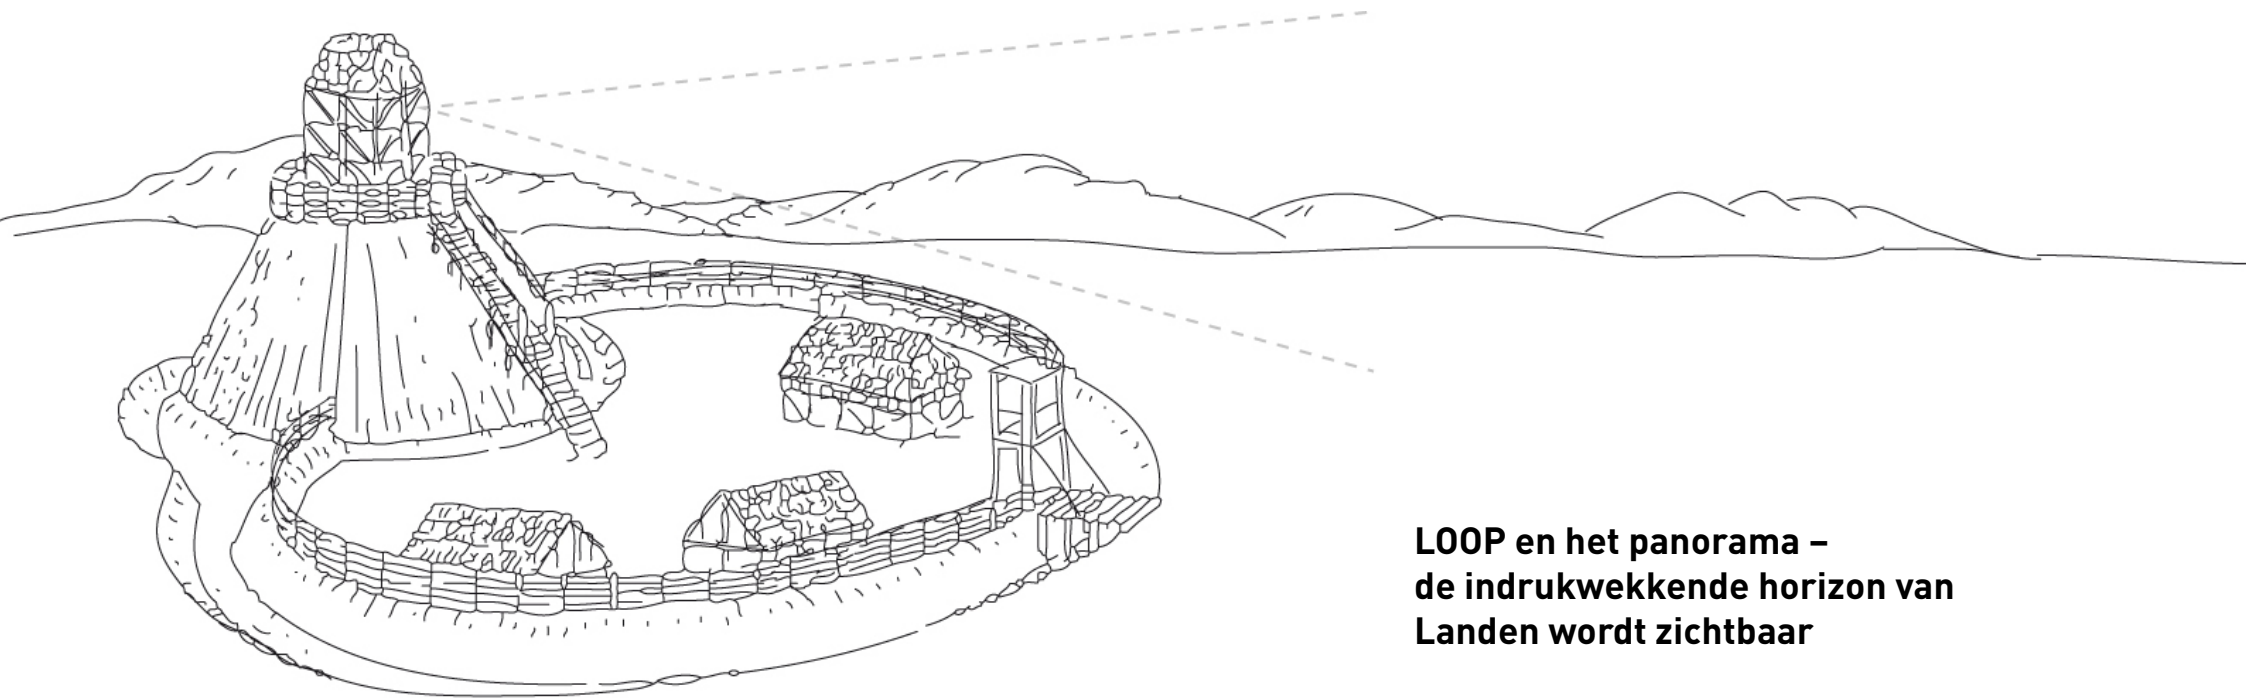 LOOP en het panorama –
de indrukwekkende horizon van
Landen wordt zichtbaar